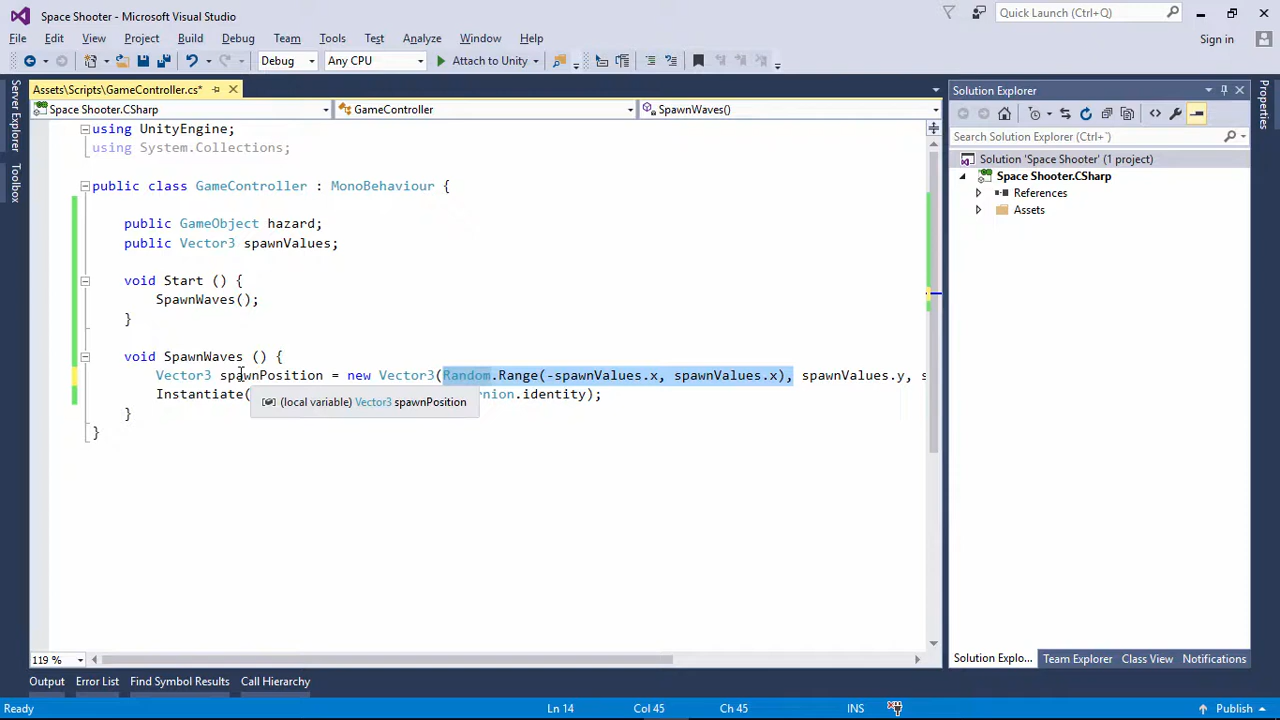 Space Shooter - Microsoft Visual Studio
Quick Launch (Ctrl+Q)
File Edit View Project Build Debug Team Tools Test Analyze Window Help
Sign in
Debug Any CPU Attach to Unity
Server Explorer
Toolbox
Assets\Scripts\GameController.cs*
Space Shooter.CSharp GameController SpawnWaves()
using UnityEngine;
using System.Collections;
public class GameController : MonoBehaviour {
public GameObject hazard;
public Vector3 spawnValues;
void Start () {
SpawnWaves();
}
void SpawnWaves () {
Vector3 spawnPosition = new Vector3(Random.Range(-spawnValues.x, spawnValues.x), spawnValues.y, s
Instantiate( nion.identity);
(local variable) Vector3 spawnPosition
}
}
119 %
Solution Explorer
Search Solution Explorer (Ctrl+')
Solution 'Space Shooter' (1 project)
Space Shooter.CSharp
References
Assets
Properties
Solution Explo... Team Explorer Class View Notifications
Output Error List Find Symbol Results Call Hierarchy
Ready Ln 14 Col 45 Ch 45 INS Publish